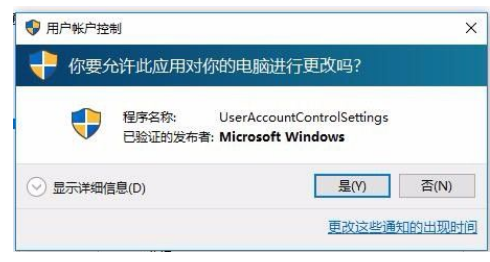 用户帐户控制
你要允许此应用对你的电脑进行更改吗?
程序名称: UserAccountControlSettings
已验证的发布者: Microsoft Windows
显示详细信息(D)
是(Y)
否(N)
更改这些通知的出现时间